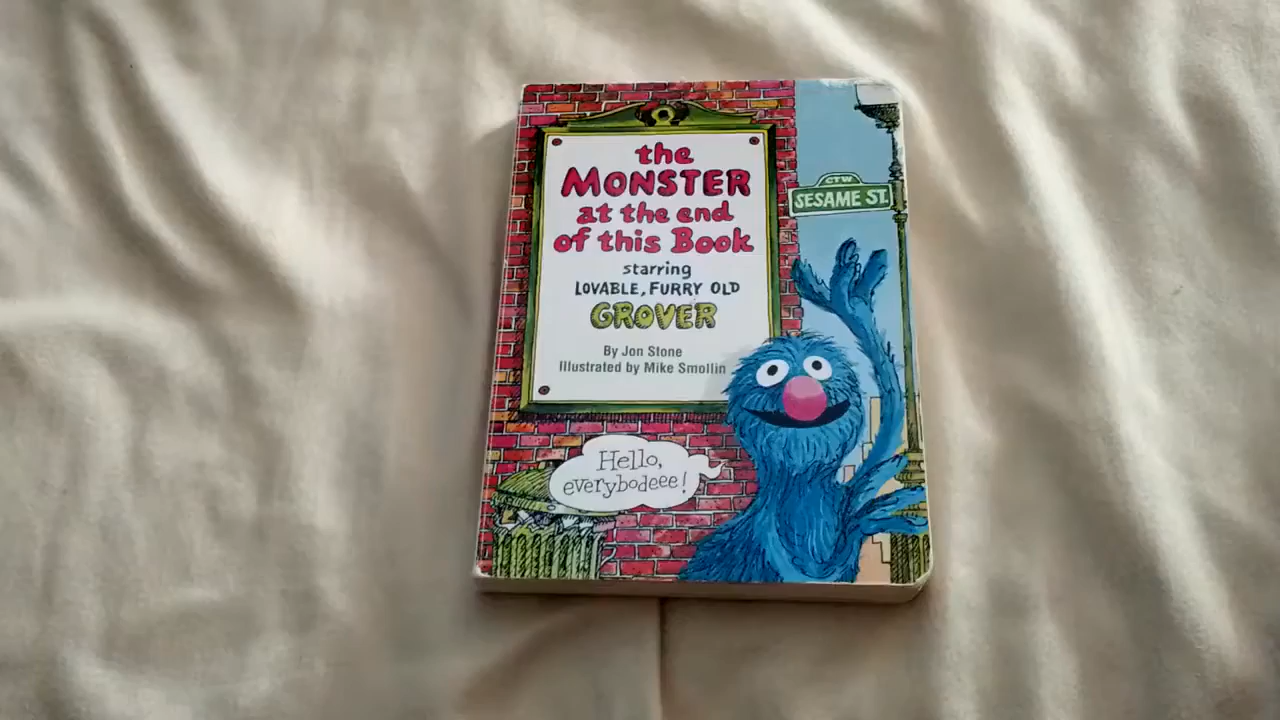 the
MONSTER
at the end
of this Book
starring
LOVABLE, FURRY OLD
GROVER
By Jon Stone
Illustrated by Mike Smollin
CTW
SESAME ST.
Hello,
everybodeee!